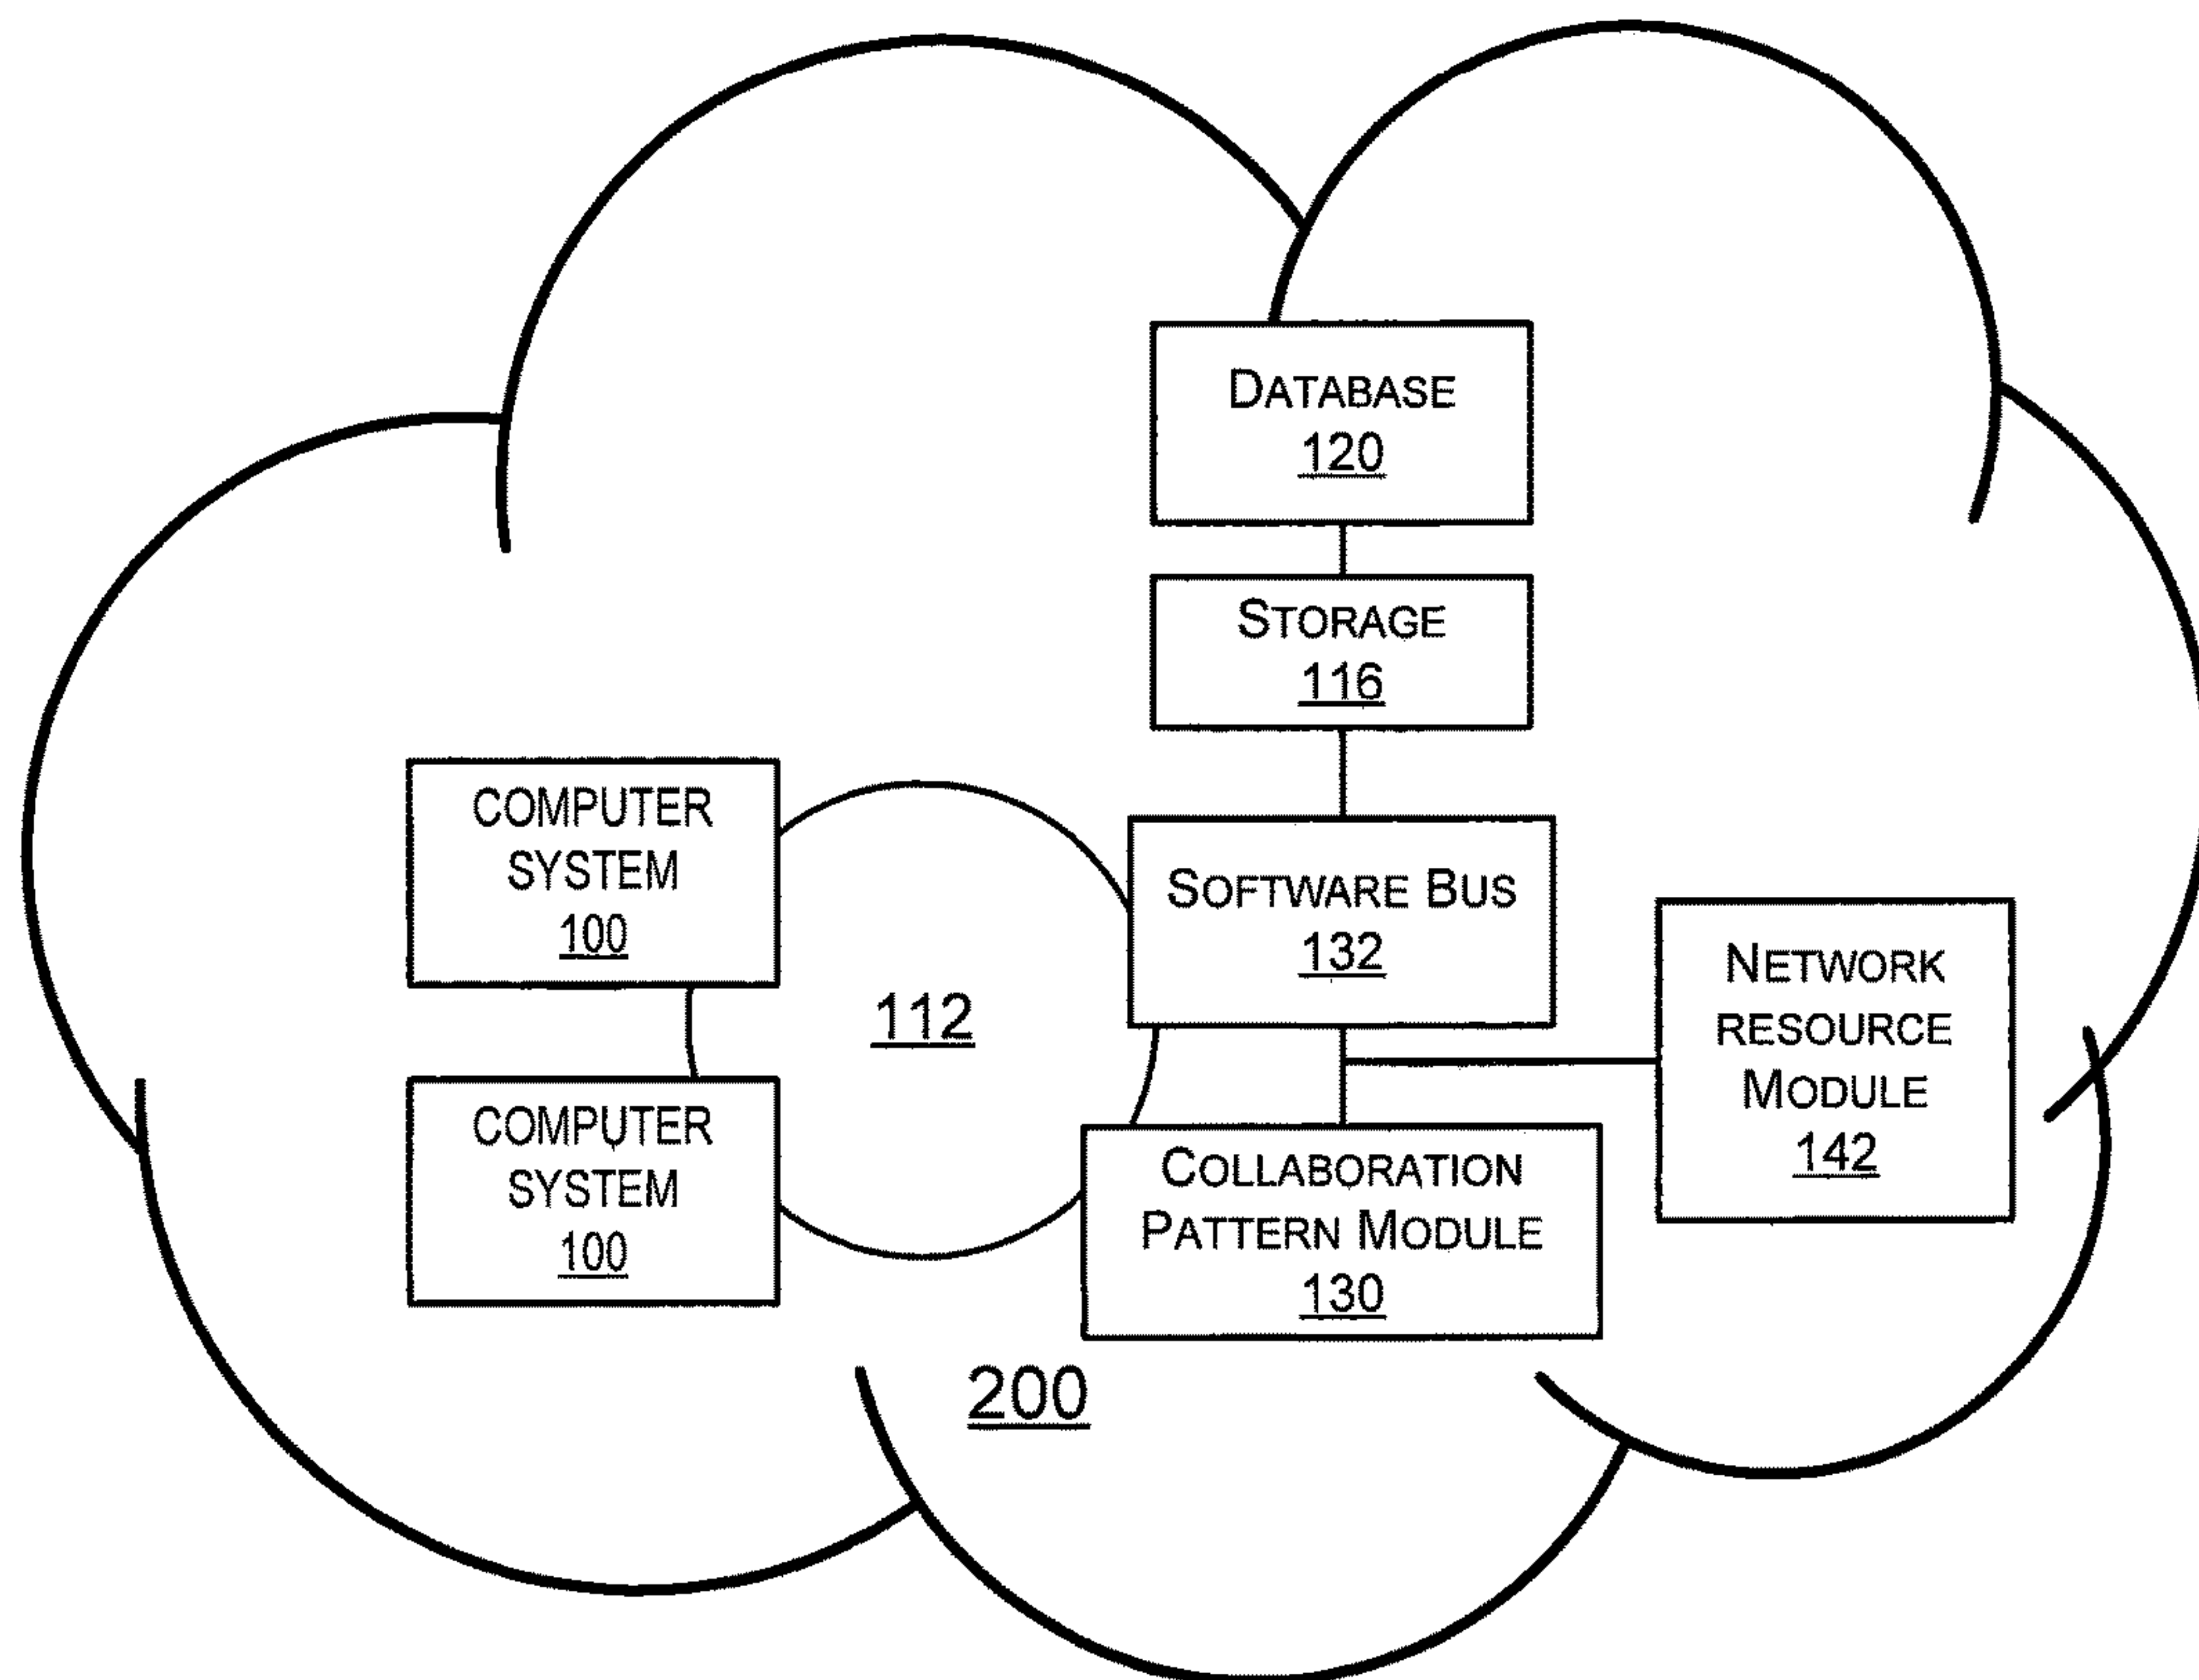 DATABASE
120
STORAGE
116
COMPUTER
SYSTEM
100
SOFTWARE BUS
132
NETWORK
RESOURCE
MODULE
142
112
COMPUTER
SYSTEM
100
COLLABORATION
PATTERN MODULE
130
200